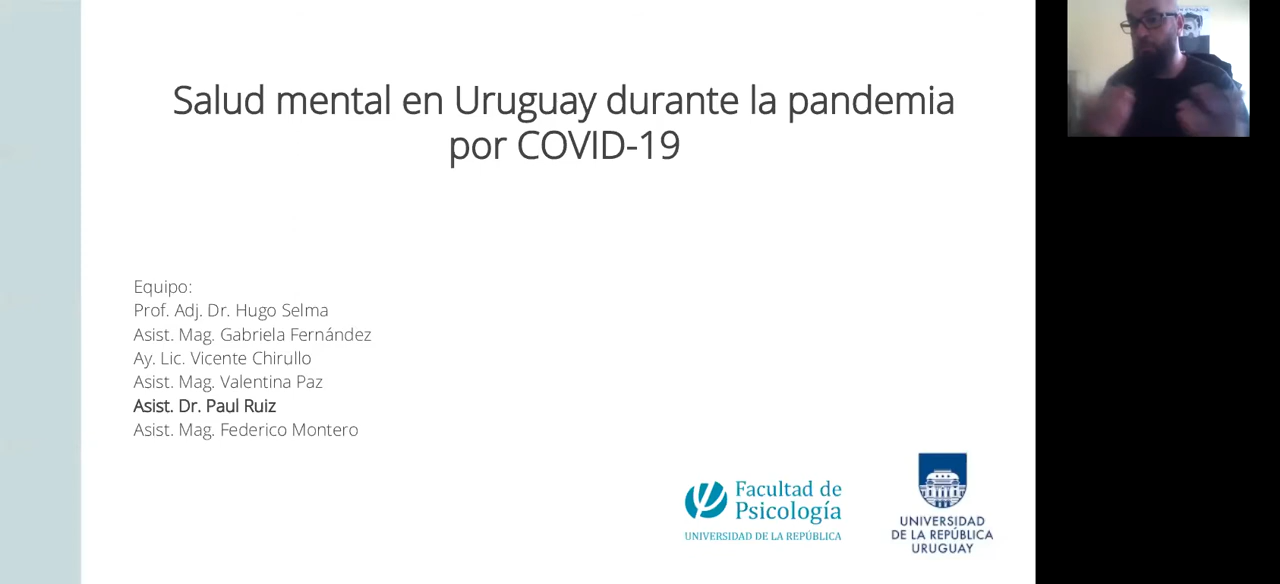 Salud mental en Uruguay durante la pandemia
por COVID-19
Equipo:
Prof. Adj. Dr. Hugo Selma
Asist. Mag. Gabriela Fernández
Ay. Lic. Vicente Chirullo
Asist. Mag. Valentina Paz
Asist. Dr. Paul Ruiz
Asist. Mag. Federico Montero
Facultad de
Psicología
UNIVERSIDAD DE LA REPÚBLICA
UNIVERSIDAD
DE LA REPÚBLICA
URUGUAY